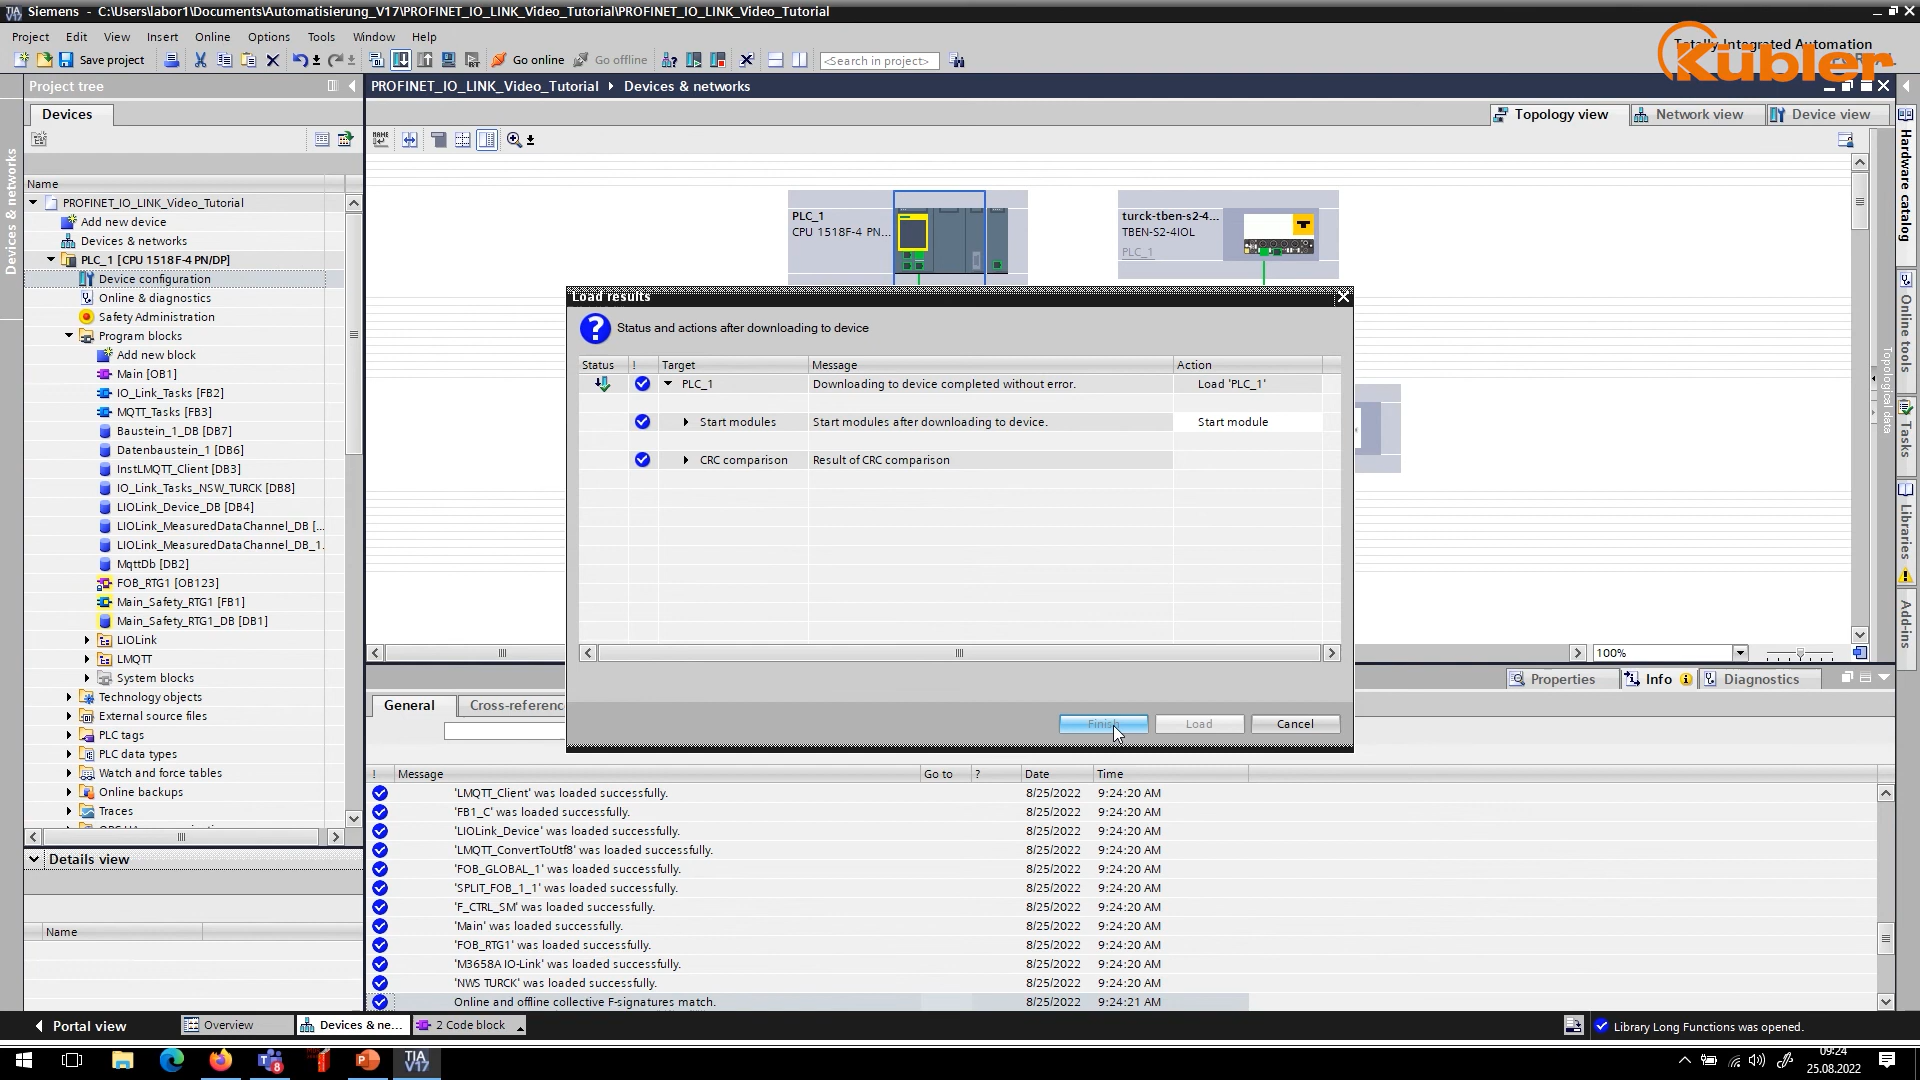 Siemens - C:\Users\labor1\Documents\Automatisierung_V17\PROFINET_IO_LINK_Video_Tutorial\PROFINET_IO_LINK_Video_Tutorial
Project Edit View Insert Online Options Tools Window Help
Totally Integrated Automation
Kübler
Save project
Go online
Go offline
<Search in project>
Project tree
PROFINET_IO_LINK_Video_Tutorial
Devices & networks
Devices
Topology view
Network view
Device view
Name
PROFINET_IO_LINK_Video_Tutorial
Add new device
Devices & networks
PLC_1 [CPU 1518F-4 PN/DP]
Device configuration
Online & diagnostics
Safety Administration
Program blocks
Add new block
Main [OB1]
IO_Link_Tasks [FB2]
MQTT_Tasks [FB3]
Baustein_1_DB [DB7]
Datenbaustein_1 [DB6]
InstLMQTT_Client [DB3]
IO_Link_Tasks_NSW_TURCK [DB8]
LIOLink_Device_DB [DB4]
LIOLink_MeasuredDataChannel_DB [...
LIOLink_MeasuredDataChannel_DB_1.
MqttDb [DB2]
FOB_RTG1 [OB123]
Main_Safety_RTG1 [FB1]
Main_Safety_RTG1_DB [DB1]
LIOLink
LMQTT
System blocks
Technology objects
External source files
PLC tags
PLC data types
Watch and force tables
Online backups
Traces
Details view
Name
Devices & networks
PLC_1
CPU 1518F-4 PN...
turck-tben-s2-4...
TBEN-S2-4IOL
PLC_1
Load results
Status and actions after downloading to device
Status ! Target Message Action
PLC_1 Downloading to device completed without error. Load 'PLC_1'
Start modules Start modules after downloading to device. Start module
CRC comparison Result of CRC comparison
Finish
Load
Cancel
100%
Properties
Info
Diagnostics
General
Cross-referenc
! Message Go to ? Date Time
'LMQTT_Client' was loaded successfully. 8/25/2022 9:24:20 AM
'FB1_C' was loaded successfully. 8/25/2022 9:24:20 AM
'LIOLink_Device' was loaded successfully. 8/25/2022 9:24:20 AM
'LMQTT_ConvertToUtf8' was loaded successfully. 8/25/2022 9:24:20 AM
'FOB_GLOBAL_1' was loaded successfully. 8/25/2022 9:24:20 AM
'SPLIT_FOB_1_1' was loaded successfully. 8/25/2022 9:24:20 AM
'F_CTRL_SM' was loaded successfully. 8/25/2022 9:24:20 AM
'Main' was loaded successfully. 8/25/2022 9:24:20 AM
'FOB_RTG1' was loaded successfully. 8/25/2022 9:24:20 AM
'M3658A IO-Link' was loaded successfully. 8/25/2022 9:24:20 AM
'NWS TURCK' was loaded successfully. 8/25/2022 9:24:20 AM
Online and offline collective F-signatures match. 8/25/2022 9:24:21 AM
Hardware catalog
Online tools
Tasks
Libraries
Add-ins
Topological data
Portal view
Overview
Devices & ne...
2 Code block
Library Long Functions was opened.
TIA
V17
09:24
25.08.2022